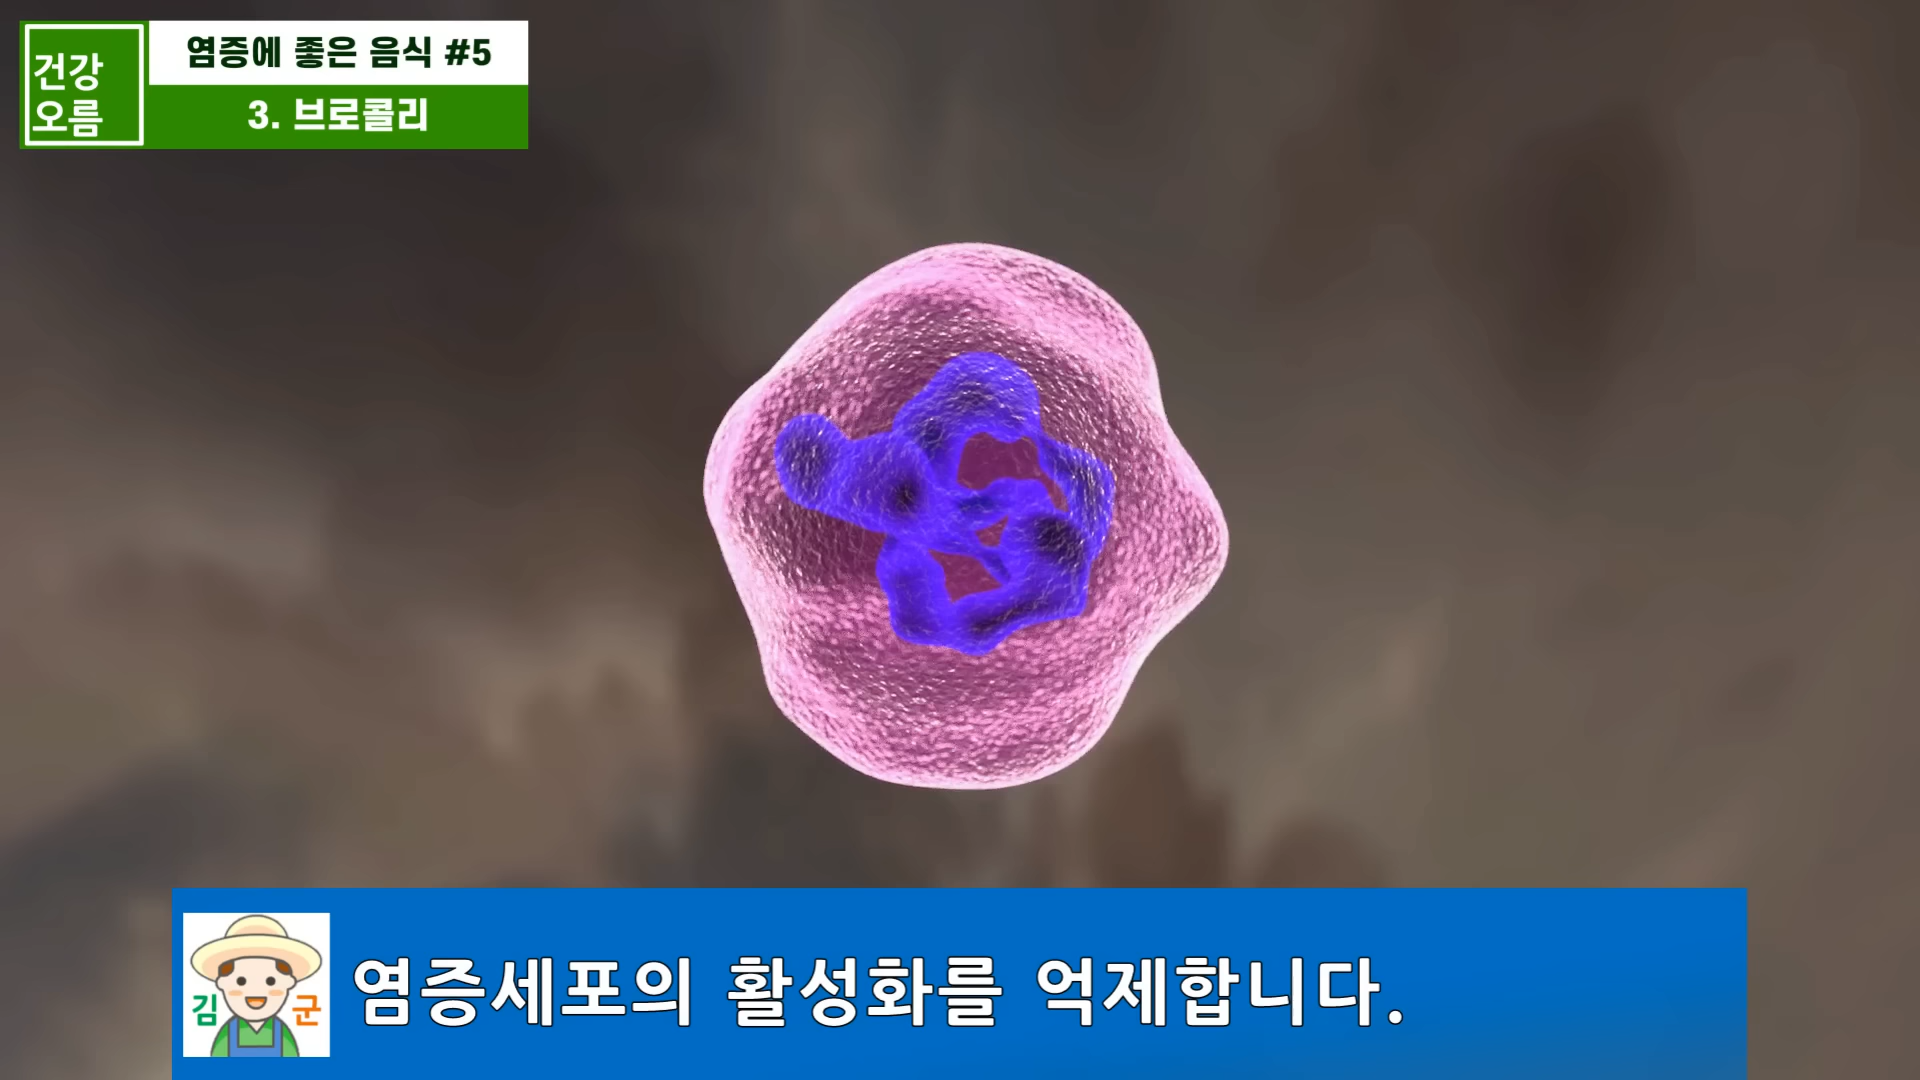 건강
오름
염증에 좋은 음식 #5
3. 브로콜리
김 군
염증세포의 활성화를 억제합니다.